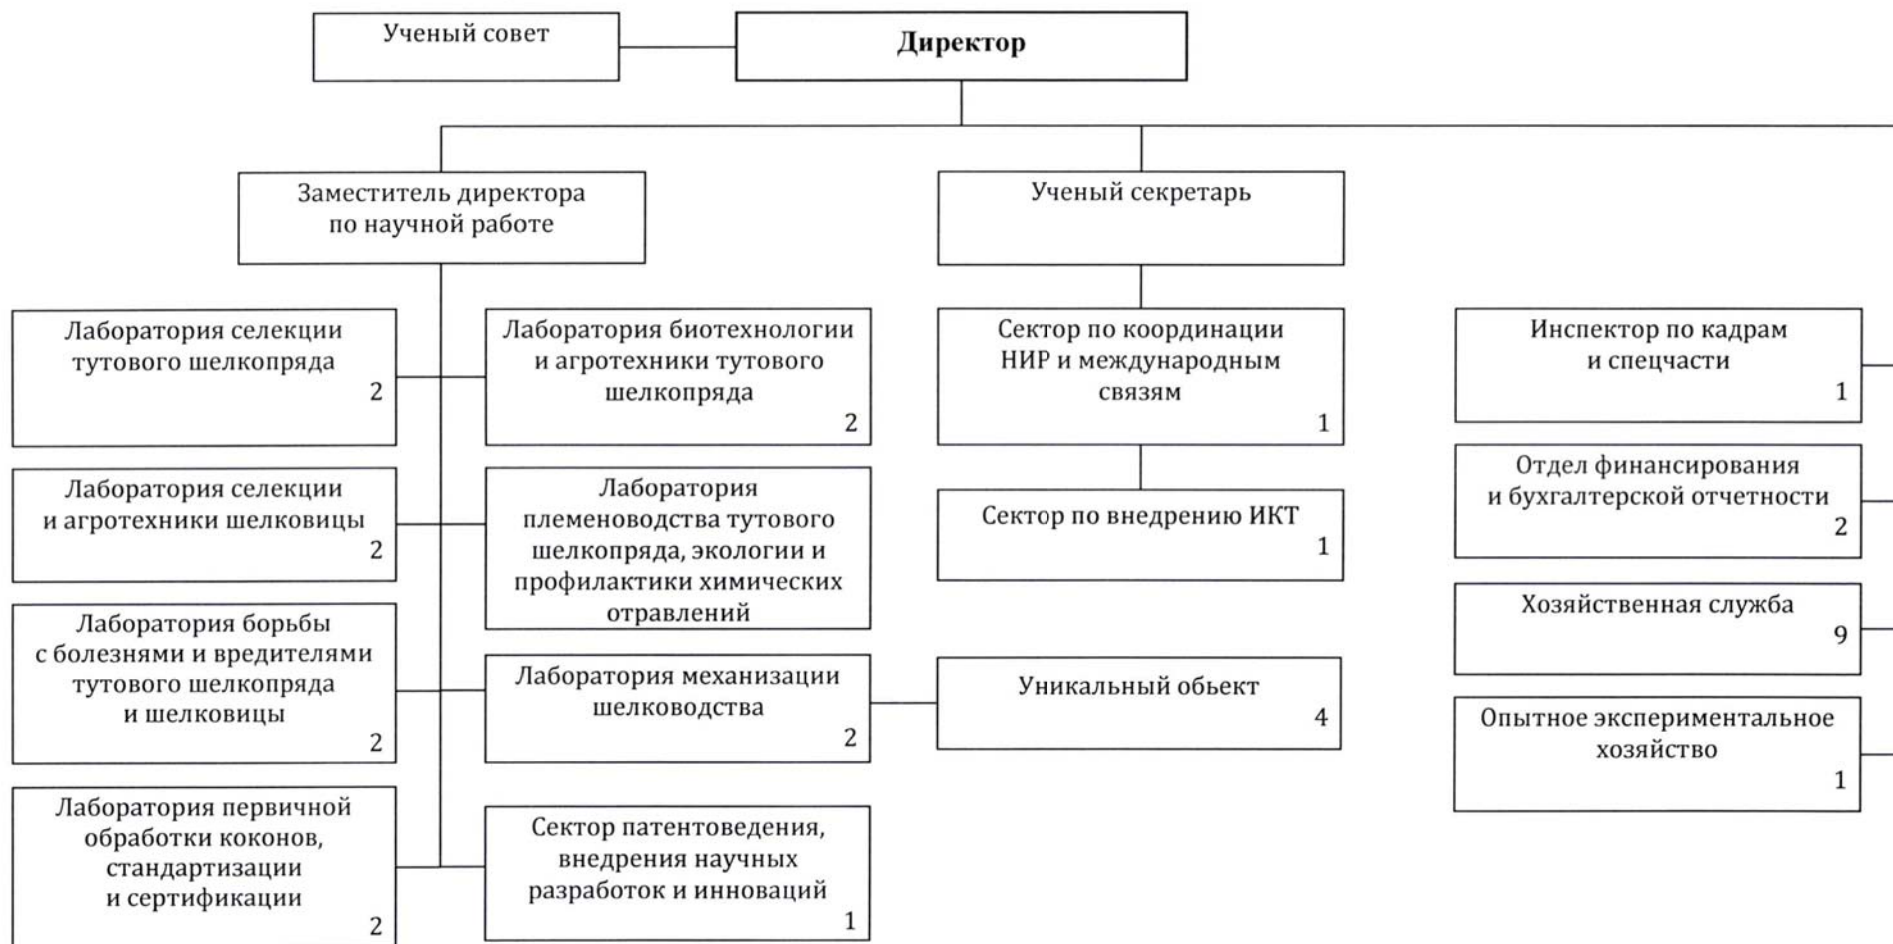 Ученый совет
Директор
Заместитель директора
по научной работе
Ученый секретарь
Лаборатория селекции
тутового шелкопряда
2
Лаборатория биотехнологии
и агротехники тутового
шелкопряда
2
Сектор по координации
НИР и международным
связям
1
Инспектор по кадрам
и спецчасти
1
Лаборатория селекции
и агротехники шелковицы
2
Лаборатория
племеноводства тутового
шелкопряда, экологии и
профилактики химических
отравлений
Сектор по внедрению ИКТ
1
Отдел финансирования
и бухгалтерской отчетности
2
Хозяйственная служба
9
Лаборатория борьбы
с болезнями и вредителями
тутового шелкопряда
и шелковицы
2
Лаборатория механизации
шелководства
2
Уникальный обьект
4
Опытное экспериментальное
хозяйство
1
Лаборатория первичной
обработки коконов,
стандартизации
и сертификации
2
Сектор патентоведения,
внедрения научных
разработок и инноваций
1